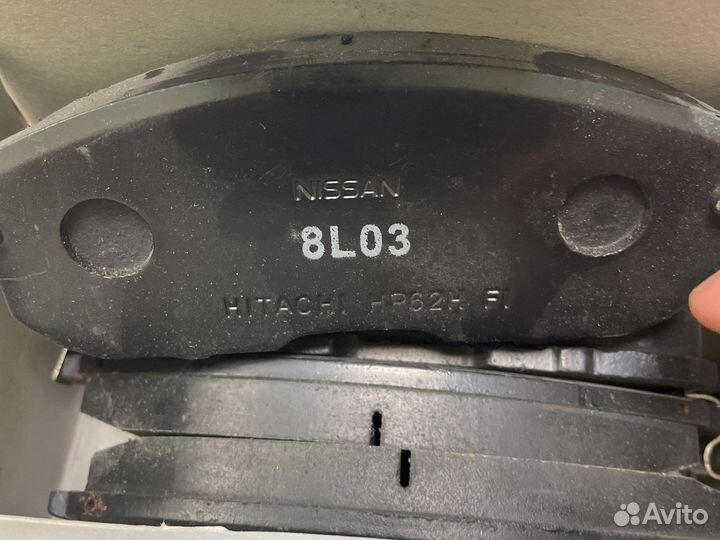 NISSAN
8L03
HITACHI HP62H FI
Avito